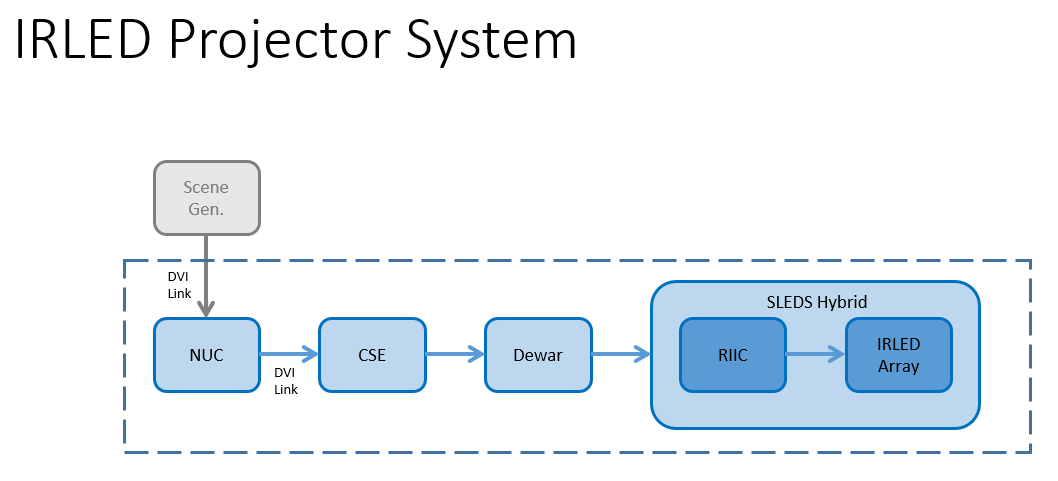 IRLED Projector System
Scene
Gen.
DVI
Link
NUC
DVI
Link
CSE
Dewar
SLEDS Hybrid
RIIC
IRLED
Array